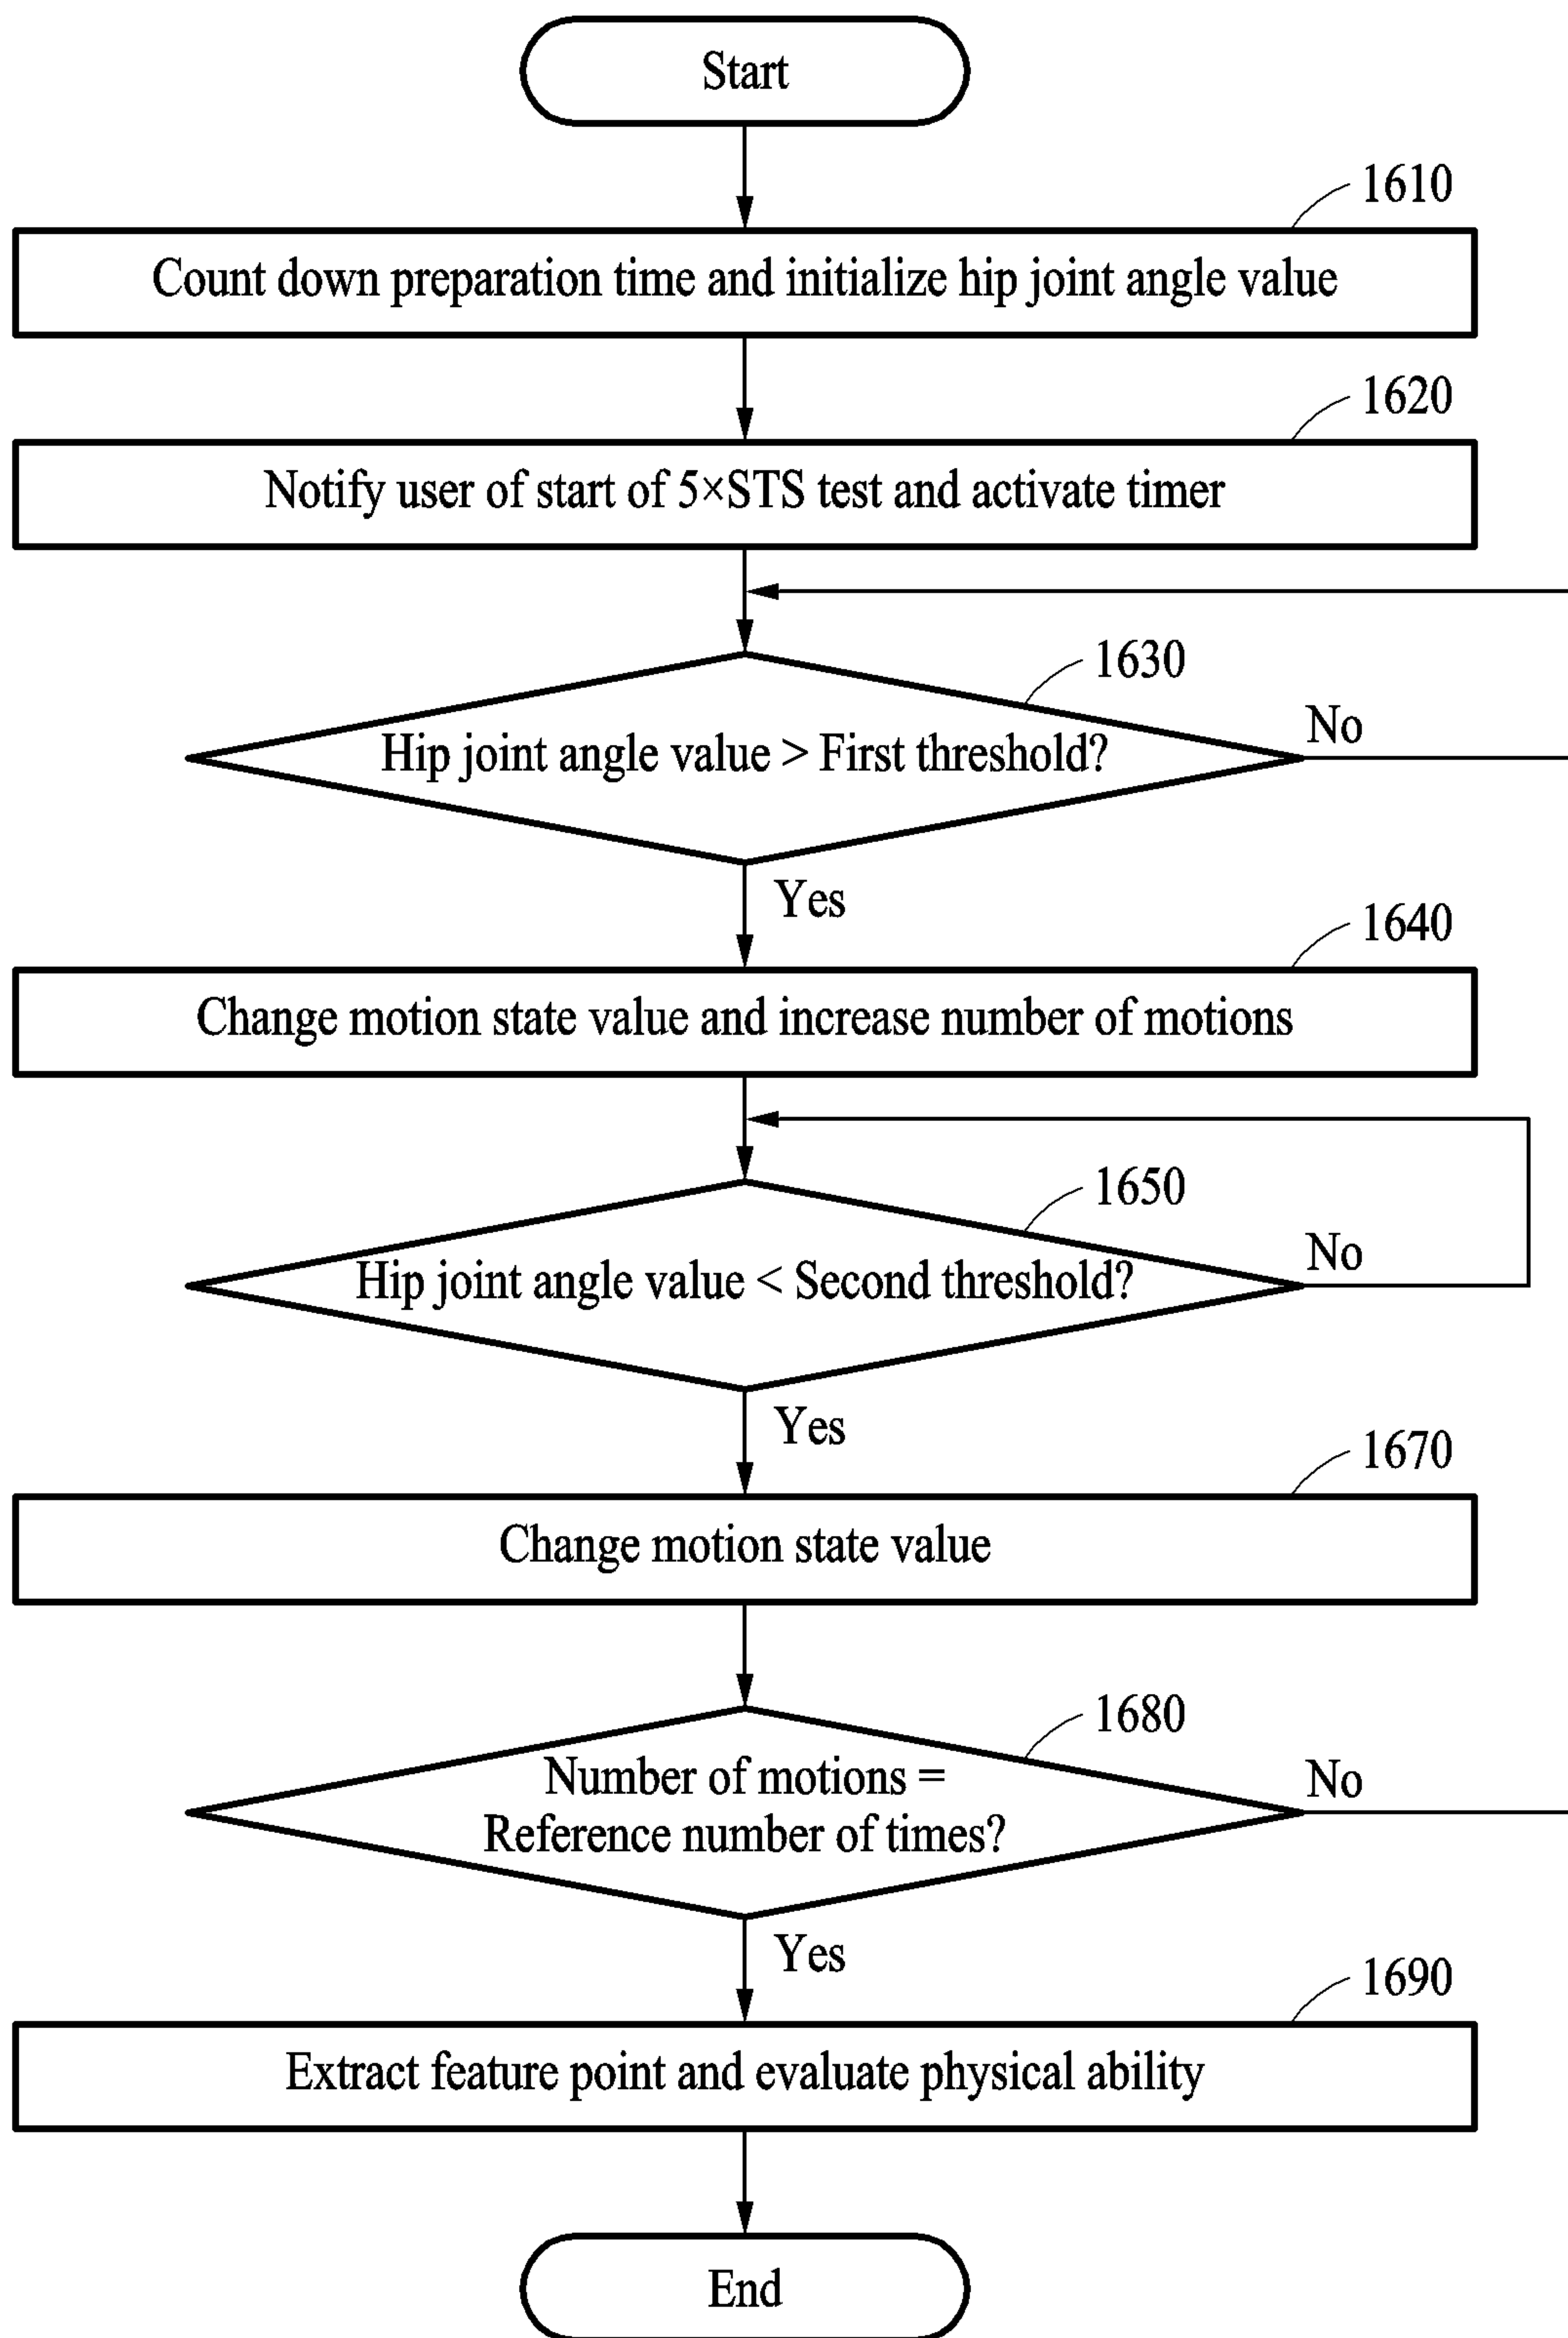 Start
1610
Count down preparation time and initialize hip joint angle value
1620
Notify user of start of 5×STS test and activate timer
1630
Hip joint angle value > First threshold?
No
Yes
1640
Change motion state value and increase number of motions
1650
Hip joint angle value < Second threshold?
No
Yes
1670
Change motion state value
1680
Number of motions =
Reference number of times?
No
Yes
1690
Extract feature point and evaluate physical ability
End